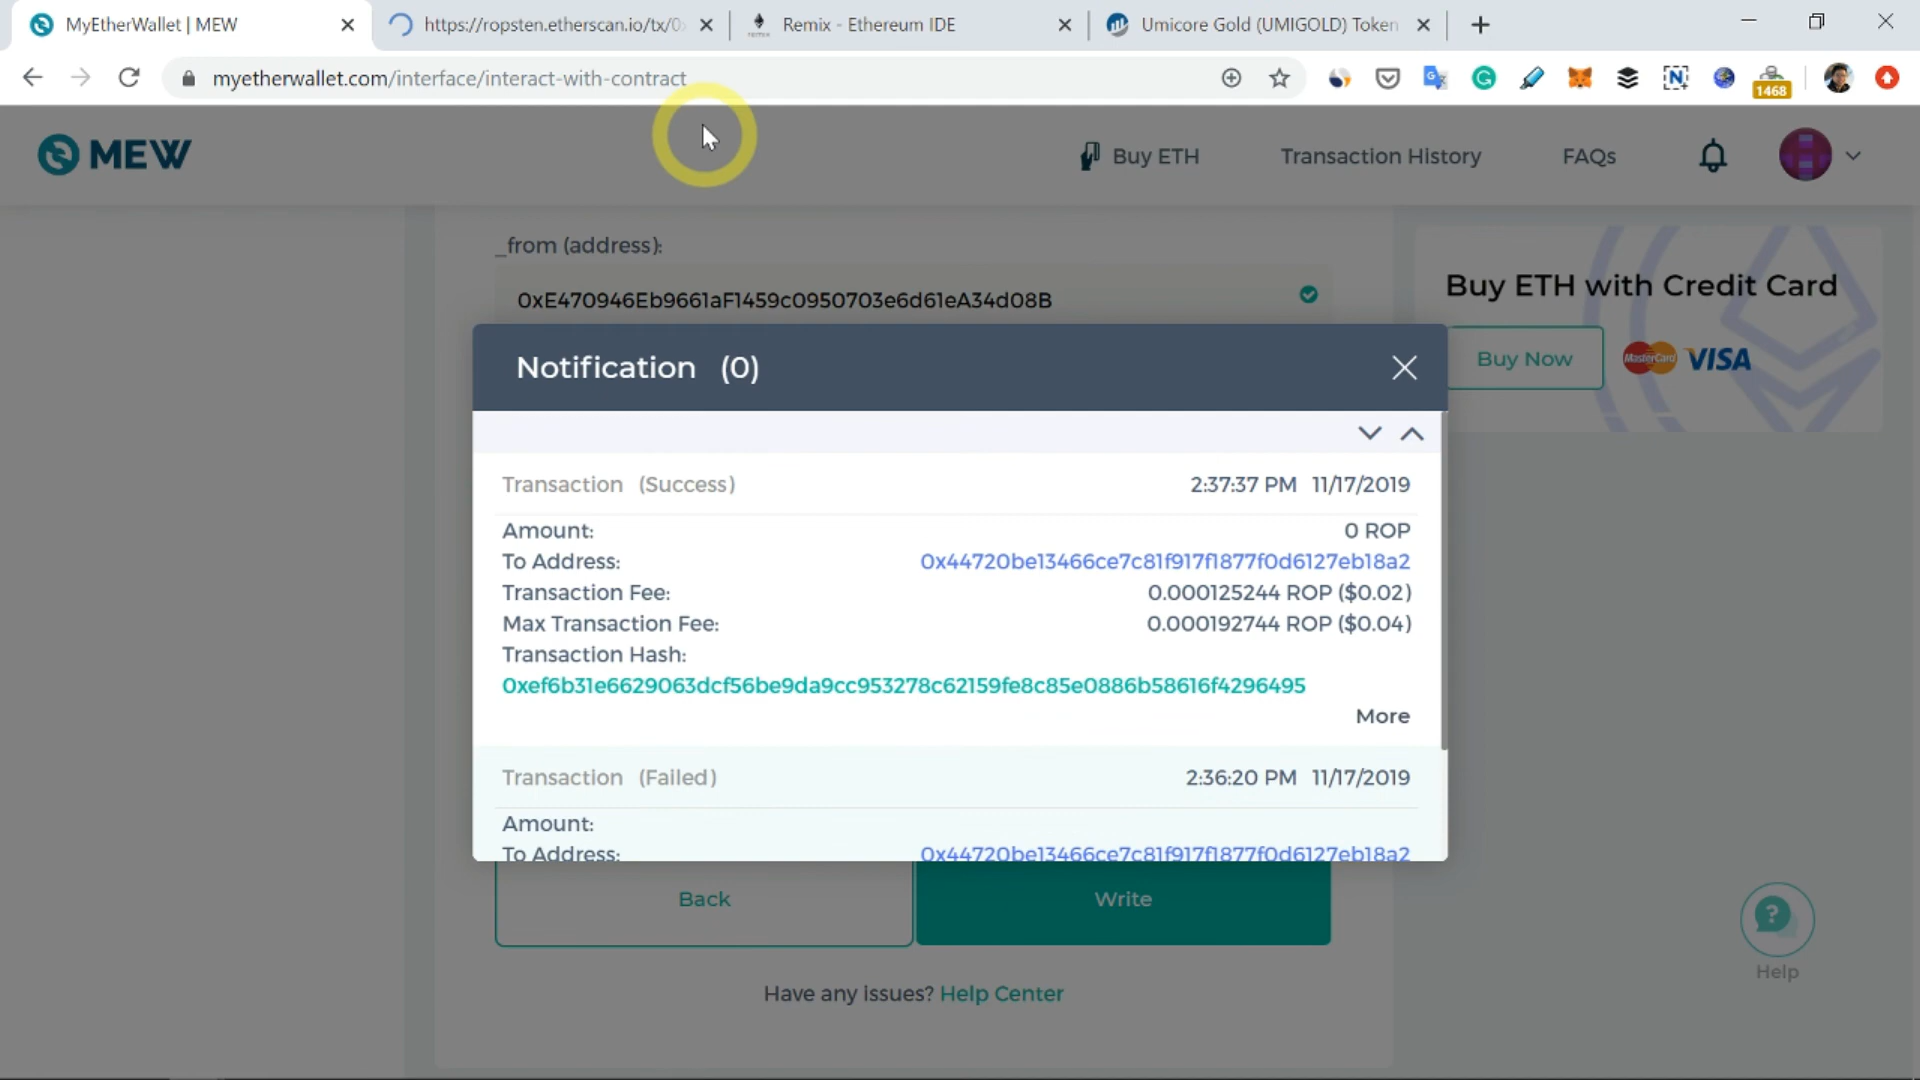 MyEtherWallet | MEW
https://ropsten.etherscan.io/tx/0x
Remix - Ethereum IDE
Umicore Gold (UMIGOLD) Token
myetherwallet.com/interface/interact-with-contract
1468
MEW
Buy ETH
Transaction History
FAQs
_from (address):
0xE470946Eb9661aF1459c0950703e6d61eA34d08B
Buy ETH with Credit Card
Buy Now
MasterCard
VISA
Notification (0)
Transaction (Success)
2:37:37 PM 11/17/2019
Amount:
0 ROP
To Address:
0x44720be13466ce7c81f917f1877f0d6127eb18a2
Transaction Fee:
0.000125244 ROP ($0.02)
Max Transaction Fee:
0.000192744 ROP ($0.04)
Transaction Hash:
0xef6b31e6629063dcf56be9da9cc953278c62159fe8c85e0886b58616f4296495
More
Transaction (Failed)
2:36:20 PM 11/17/2019
Amount:
To Address:
0x44720be13466ce7c81f917f1877f0d6127eb18a2
Back
Write
Help
Have any issues? Help Center